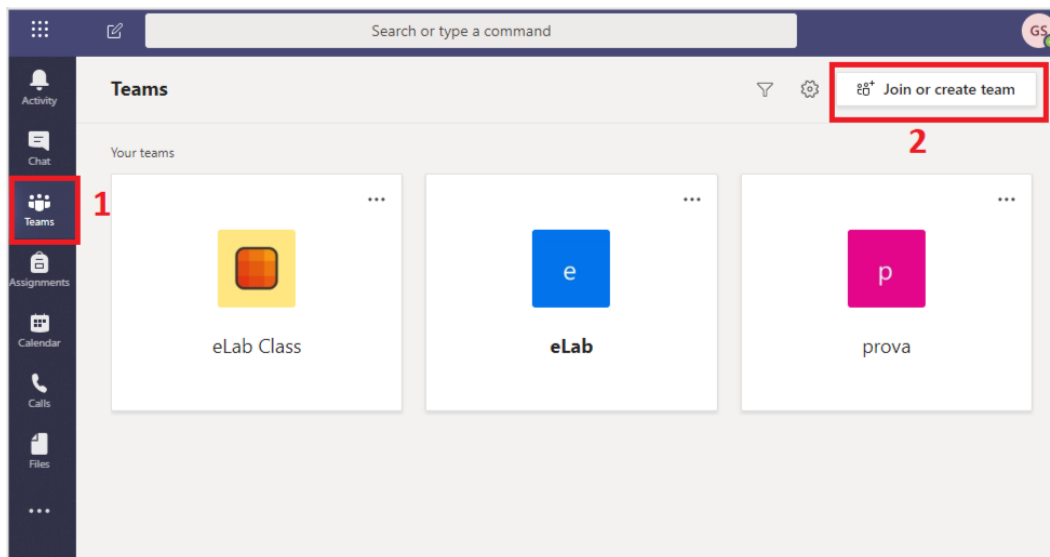 Search or type a command
GS
Activity
Chat
Teams
Assignments
Calendar
Calls
Files
Teams
Join or create team
1
2
Your teams
eLab Class
e
eLab
p
prova